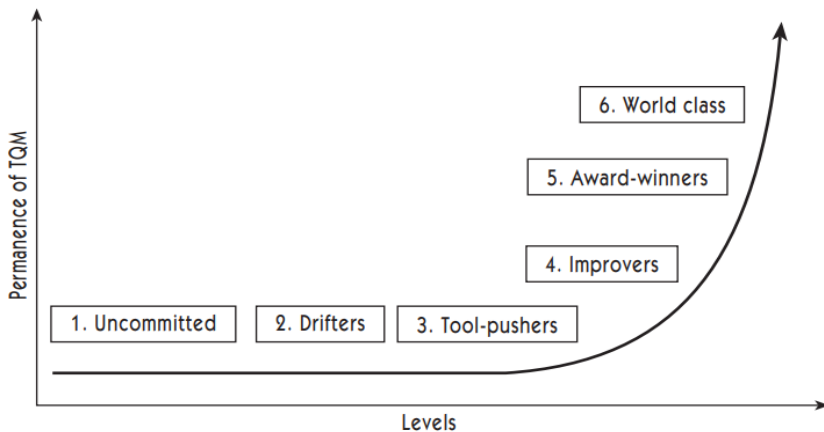 Permanence of TQM
6. World class
5. Award-winners
4. Improvers
1. Uncommitted
2. Drifters
3. Tool-pushers
Levels